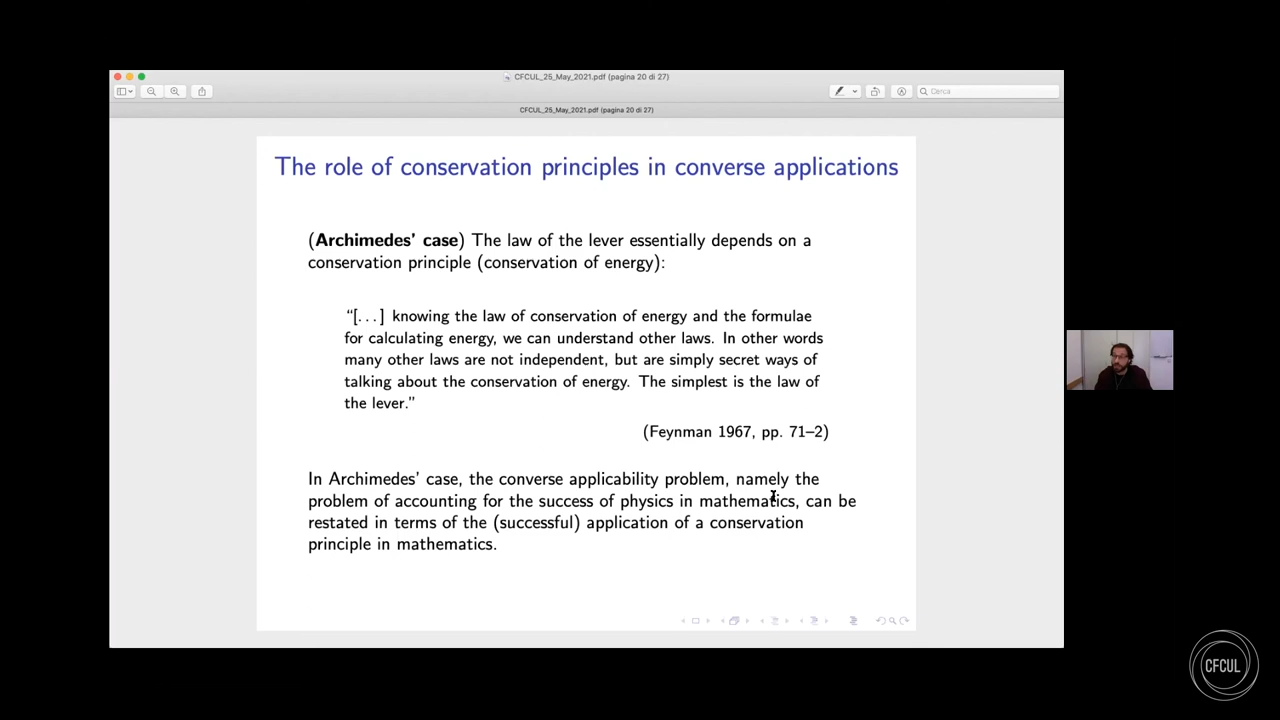 CFCUL_25_May_2021.pdf (pagina 20 di 27)
Cerca
CFCUL_25_May_2021.pdf (pagina 20 di 27)
The role of conservation principles in converse applications
(Archimedes' case) The law of the lever essentially depends on a
conservation principle (conservation of energy):
“[...] knowing the law of conservation of energy and the formulae
for calculating energy, we can understand other laws. In other words
many other laws are not independent, but are simply secret ways of
talking about the conservation of energy. The simplest is the law of
the lever.”
(Feynman 1967, pp. 71–2)
In Archimedes' case, the converse applicability problem, namely the
problem of accounting for the success of physics in mathematics, can be
restated in terms of the (successful) application of a conservation
principle in mathematics.
CFCUL